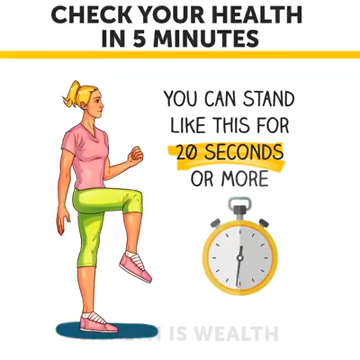 CHECK YOUR HEALTH
IN 5 MINUTES
YOU CAN STAND
LIKE THIS FOR
20 SECONDS
OR MORE
IS WEALTH